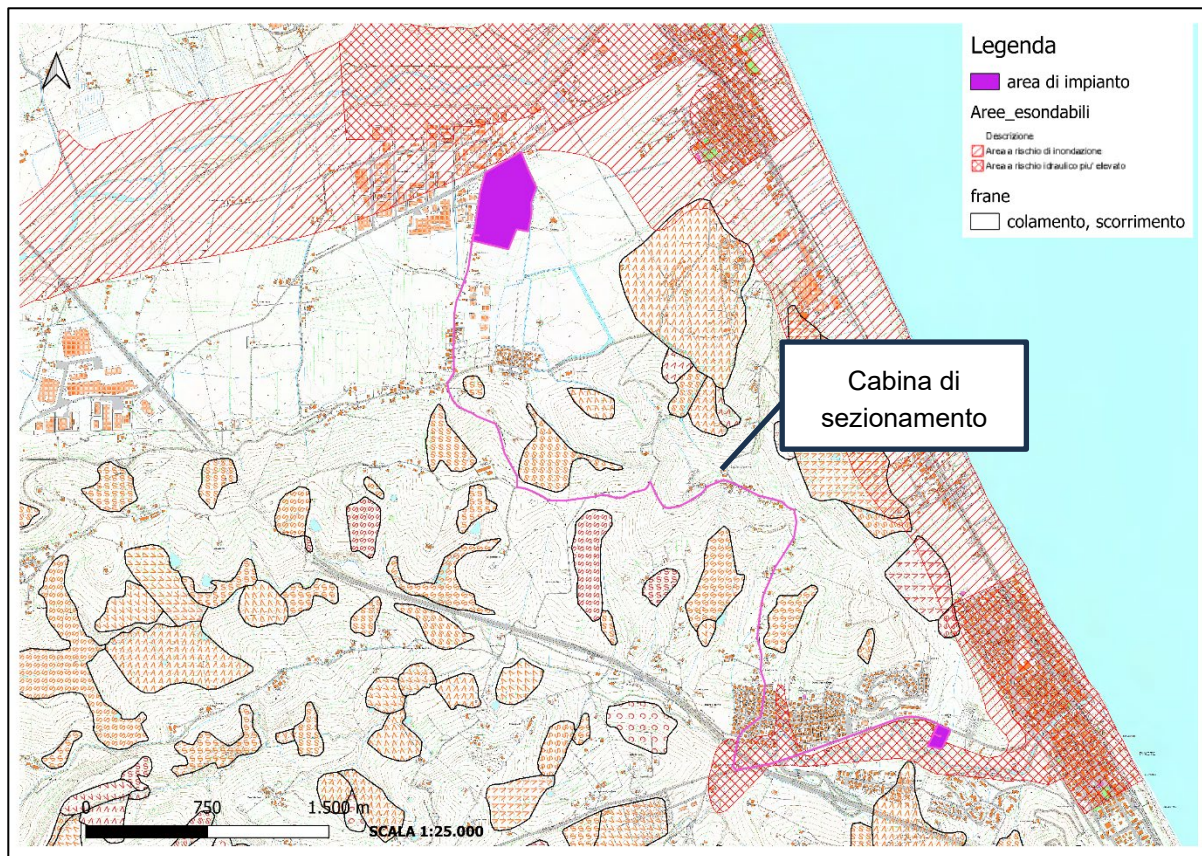 Legenda
area di impianto
Aree_esondabili
Descrizione
Area a rischio di inondazione
Area a rischio idraulico piu' elevato
frane
colamento, scorrimento
Cabina di
sezionamento
0 750 1.500 m
SCALA 1:25.000